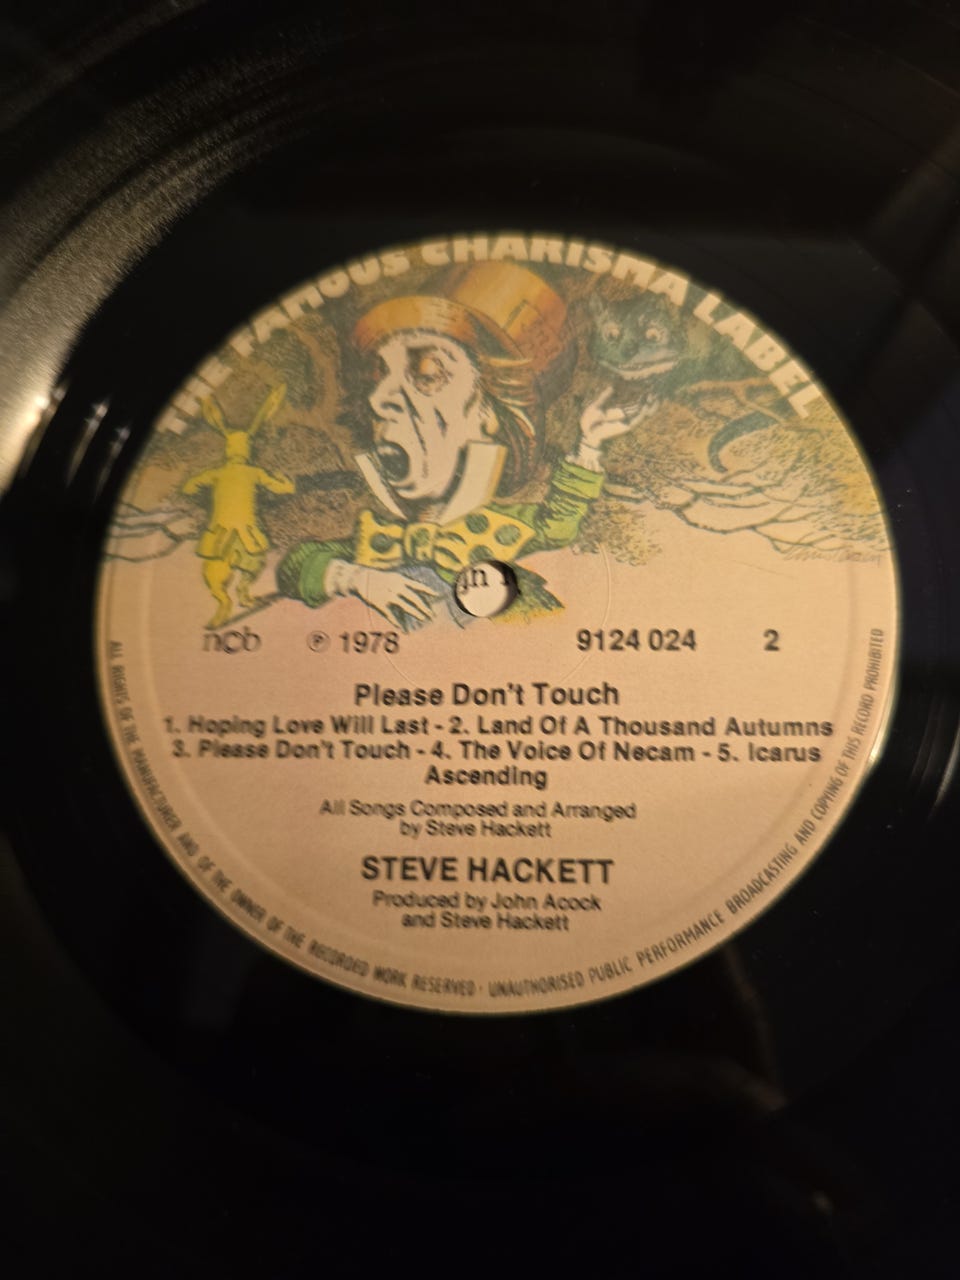 THE FAMOUS CHARISMA LABEL
ncb ℗ 1978 9124 024 2
Please Don't Touch
1. Hoping Love Will Last - 2. Land Of A Thousand Autumns
3. Please Don't Touch - 4. The Voice Of Necam - 5. Icarus
Ascending
All Songs Composed and Arranged
by Steve Hackett
STEVE HACKETT
Produced by John Acock
and Steve Hackett
ALL RIGHTS OF THE MANUFACTURER AND OF THE OWNER OF THE RECORDED WORK RESERVED · UNAUTHORISED PUBLIC PERFORMANCE BROADCASTING AND COPYING OF THIS RECORD PROHIBITED